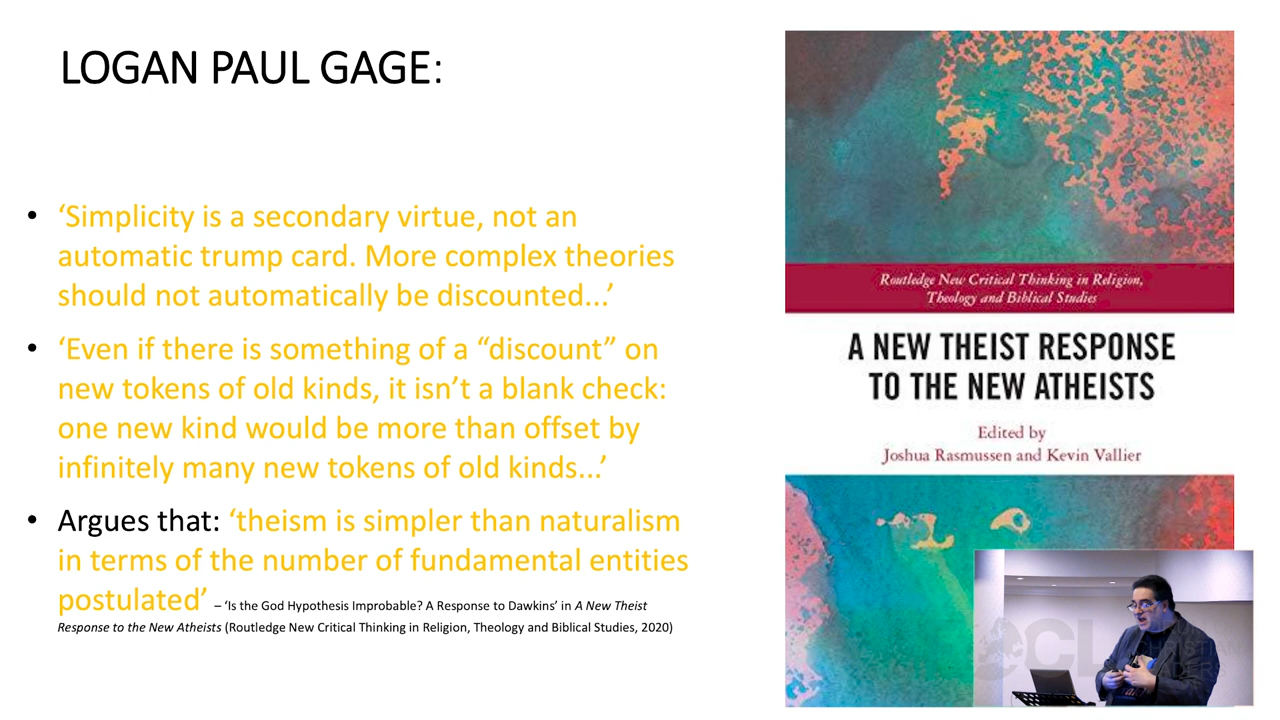 LOGAN PAUL GAGE:
• ‘Simplicity is a secondary virtue, not an
automatic trump card. More complex theories
should not automatically be discounted...’
• ‘Even if there is something of a “discount” on
new tokens of old kinds, it isn’t a blank check:
one new kind would be more than offset by
infinitely many new tokens of old kinds...’
• Argues that: ‘theism is simpler than naturalism
in terms of the number of fundamental entities
postulated’ – ‘Is the God Hypothesis Improbable? A Response to Dawkins’ in A New Theist
Response to the New Atheists (Routledge New Critical Thinking in Religion, Theology and Biblical Studies, 2020)
Routledge New Critical Thinking in Religion,
Theology and Biblical Studies
A NEW THEIST RESPONSE
TO THE NEW ATHEISTS
Edited by
Joshua Rasmussen and Kevin Vallier